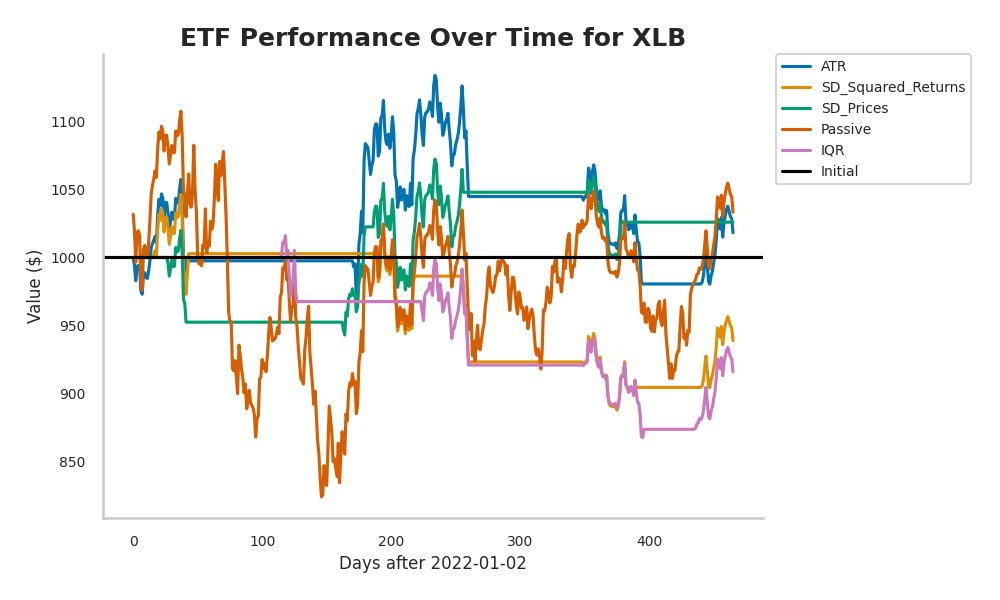 ETF Performance Over Time for XLB
ATR
SD_Squared_Returns
SD_Prices
Passive
IQR
Initial
Value ($)
1100
1050
1000
950
900
850
0 100 200 300 400
Days after 2022-01-02